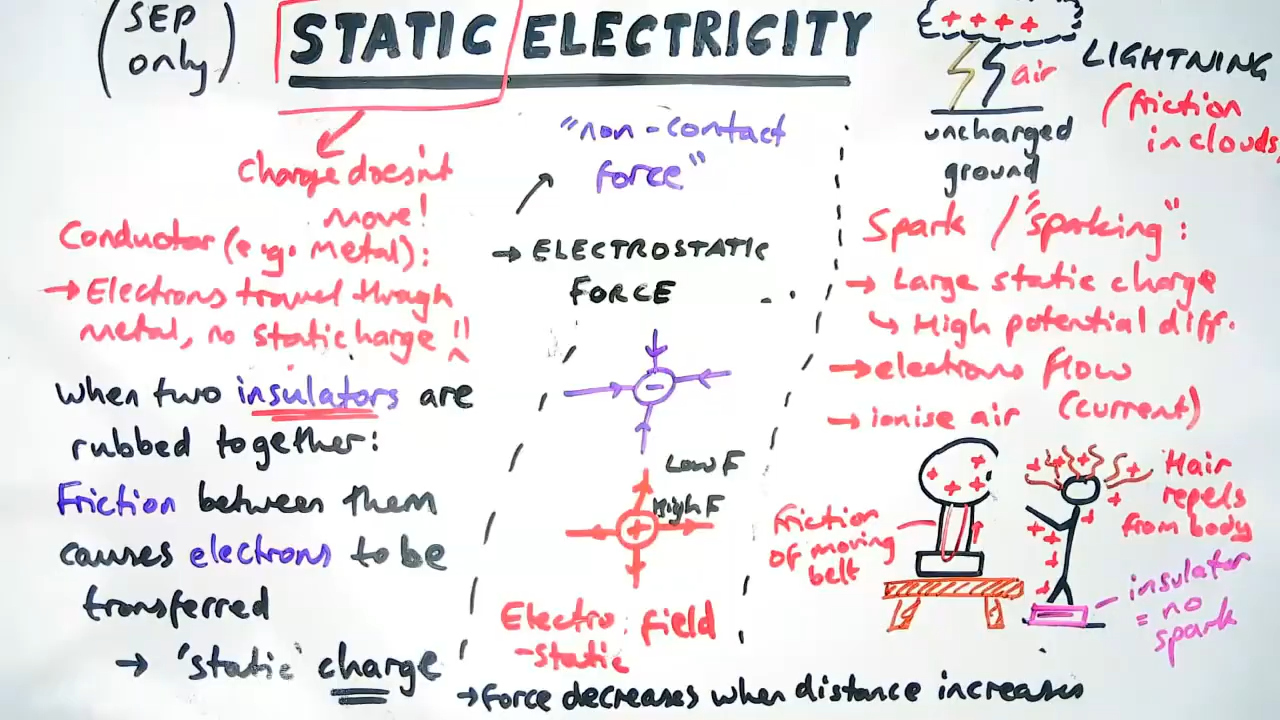 (SEP only)
STATIC ELECTRICITY
Charge doesn't
move!
Conductor (e.g. metal):
→ Electrons travel through
metal, no static charge!!
when two insulators are
rubbed together:
Friction between them
causes electrons to be
transferred
→ 'static' charge
"non-contact
force"
→ ELECTROSTATIC
FORCE
-
Low F
High F
+
Electro
-static
field
→ Force decreases when distance increases
+ + + +
air
LIGHTNING
(friction
in clouds)
uncharged
ground
Spark / "sparking":
→ Large static charge
↳ High potential diff.
→ electrons flow
(current)
→ ionise air
Friction
of moving
belt
Hair
repels
from body
insulator
= no
spark